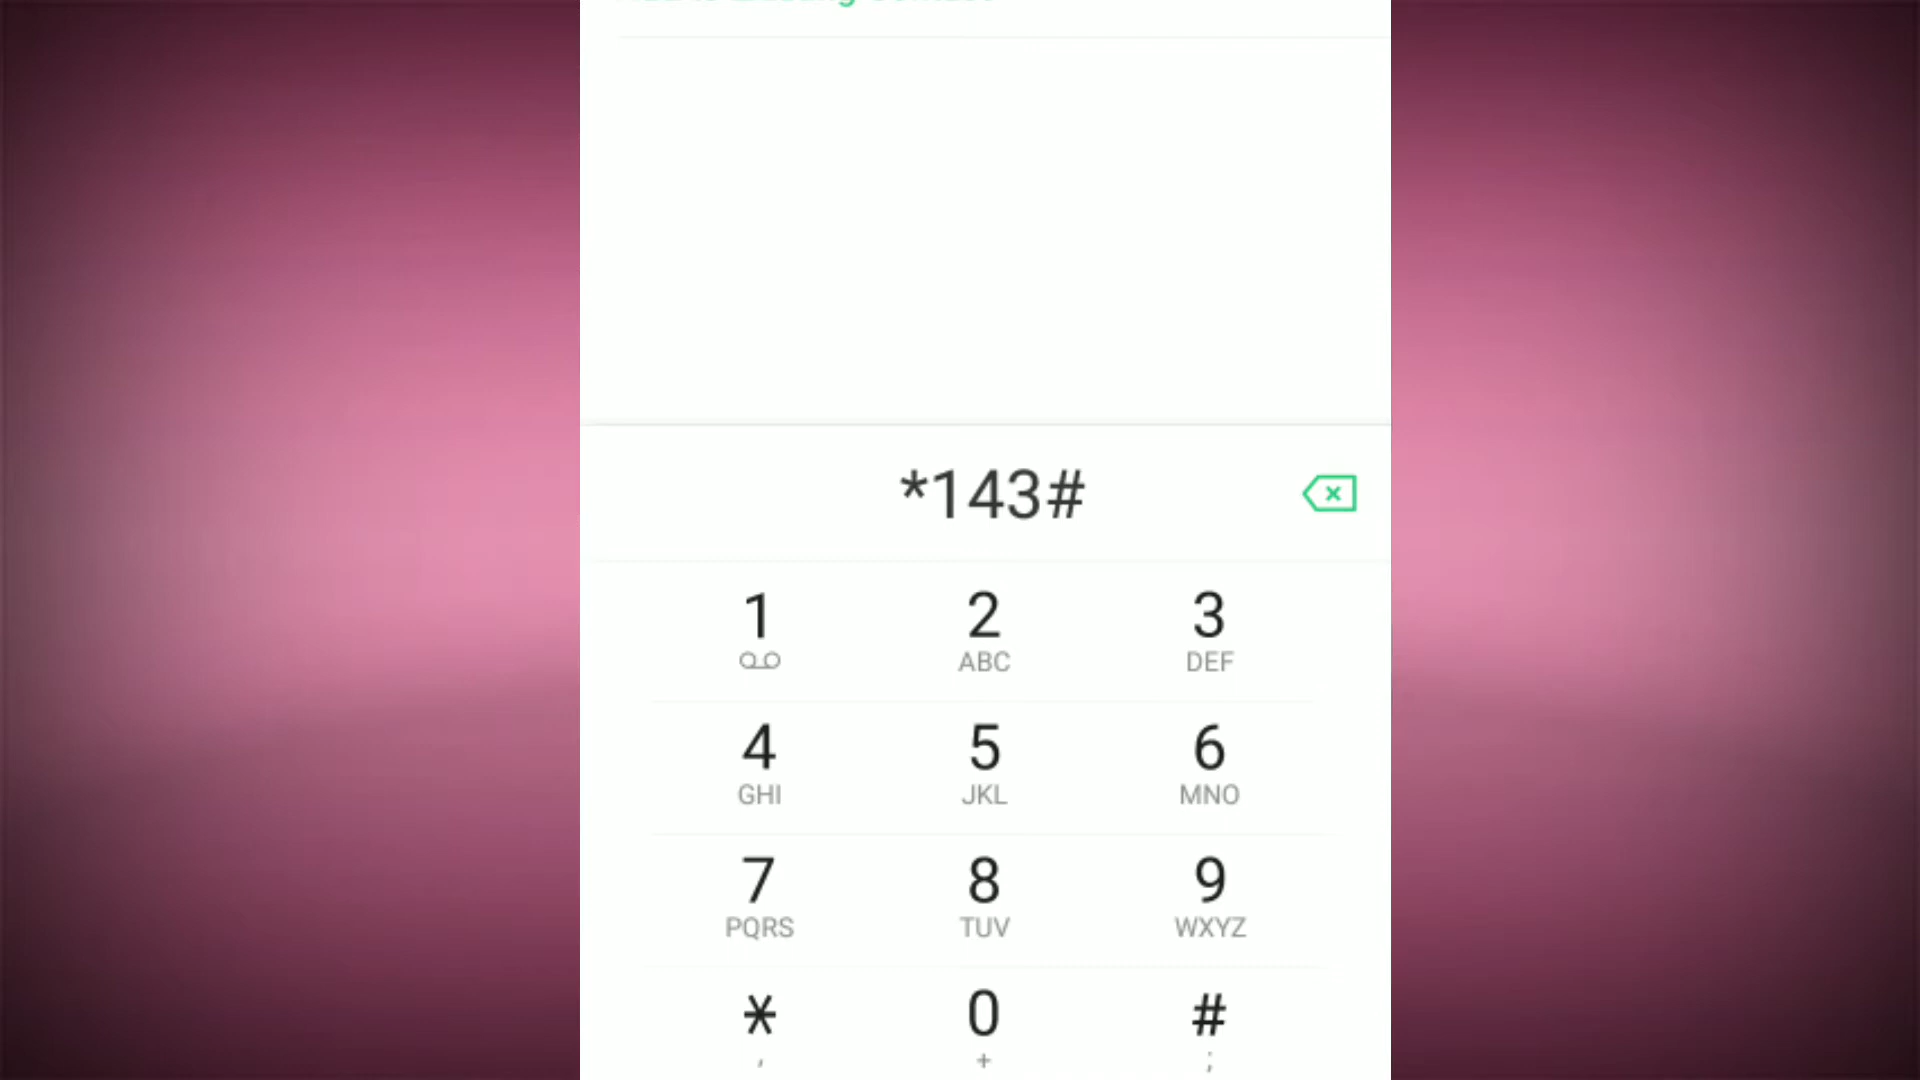 *143#
1 2 3
ABC DEF
4 5 6
GHI JKL MNO
7 8 9
PQRS TUV WXYZ
* 0 #
, + ;